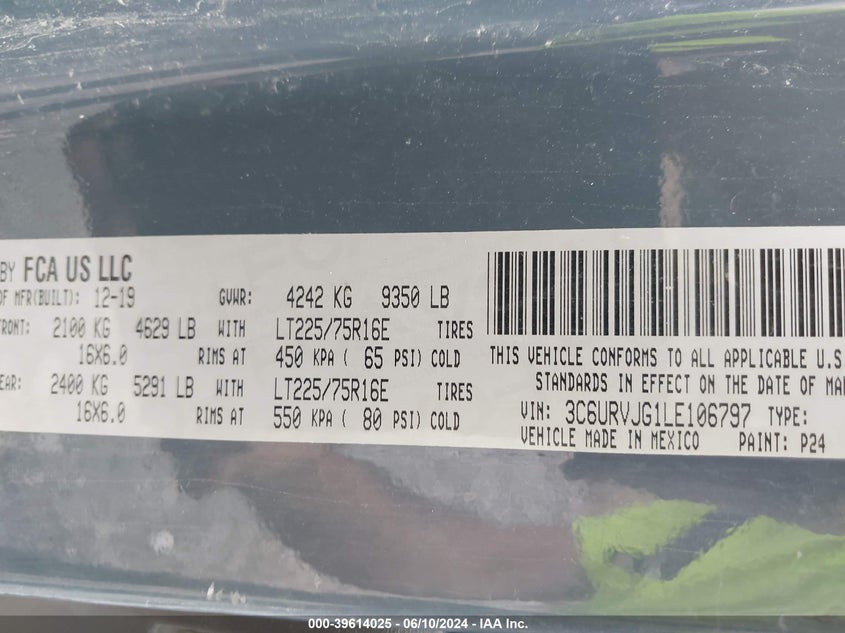 BY FCA US LLC
OF MFR(BUILT): 12-19 GVWR: 4242 KG 9350 LB
FRONT: 2100 KG 4629 LB WITH LT225/75R16E TIRES
16X6.0 RIMS AT 450 KPA ( 65 PSI) COLD
EAR: 2400 KG 5291 LB WITH LT225/75R16E TIRES
16X6.0 550 KPA ( 80 PSI) COLD
RIMS AT
THIS VEHICLE CONFORMS TO ALL APPLICABLE U.S.
STANDARDS IN EFFECT ON THE DATE OF MA
VIN: 3C6URVJG1LE106797 TYPE:
VEHICLE MADE IN MEXICO PAINT: P24
000-39614025 - 06/10/2024 - IAA Inc.